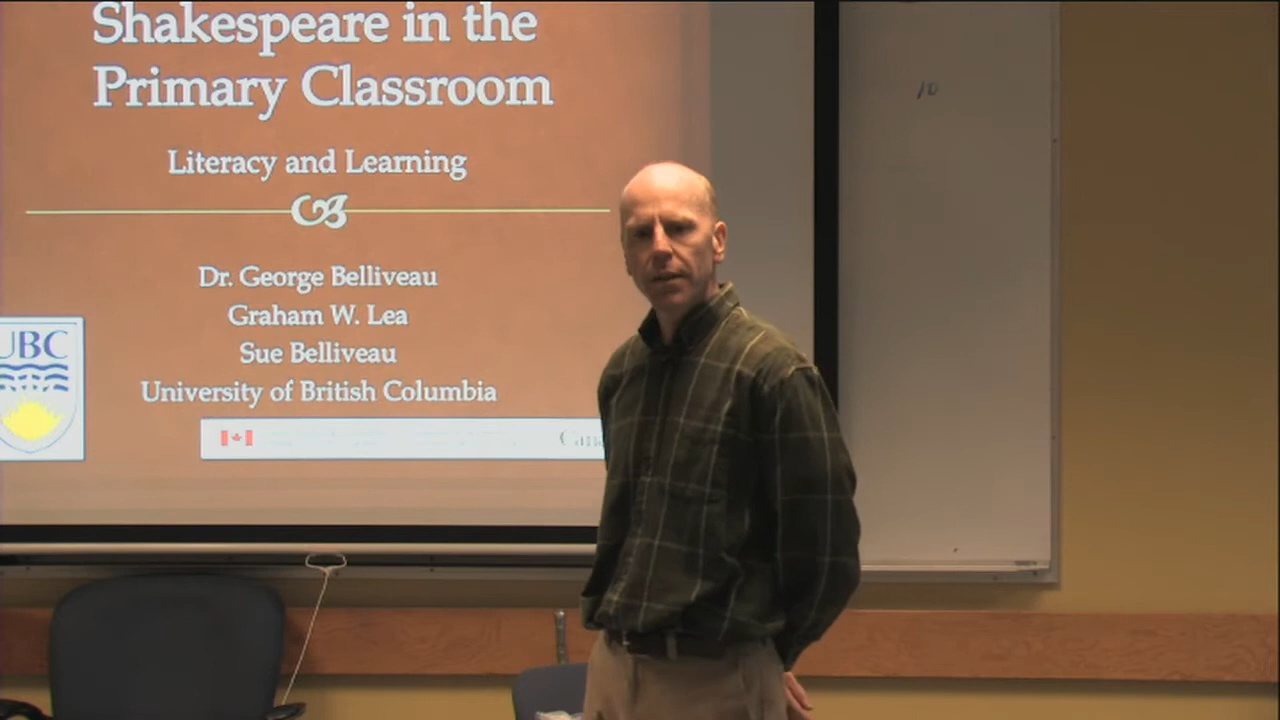 Shakespeare in the
Primary Classroom
Literacy and Learning
Dr. George Belliveau
Graham W. Lea
Sue Belliveau
University of British Columbia
UBC
10